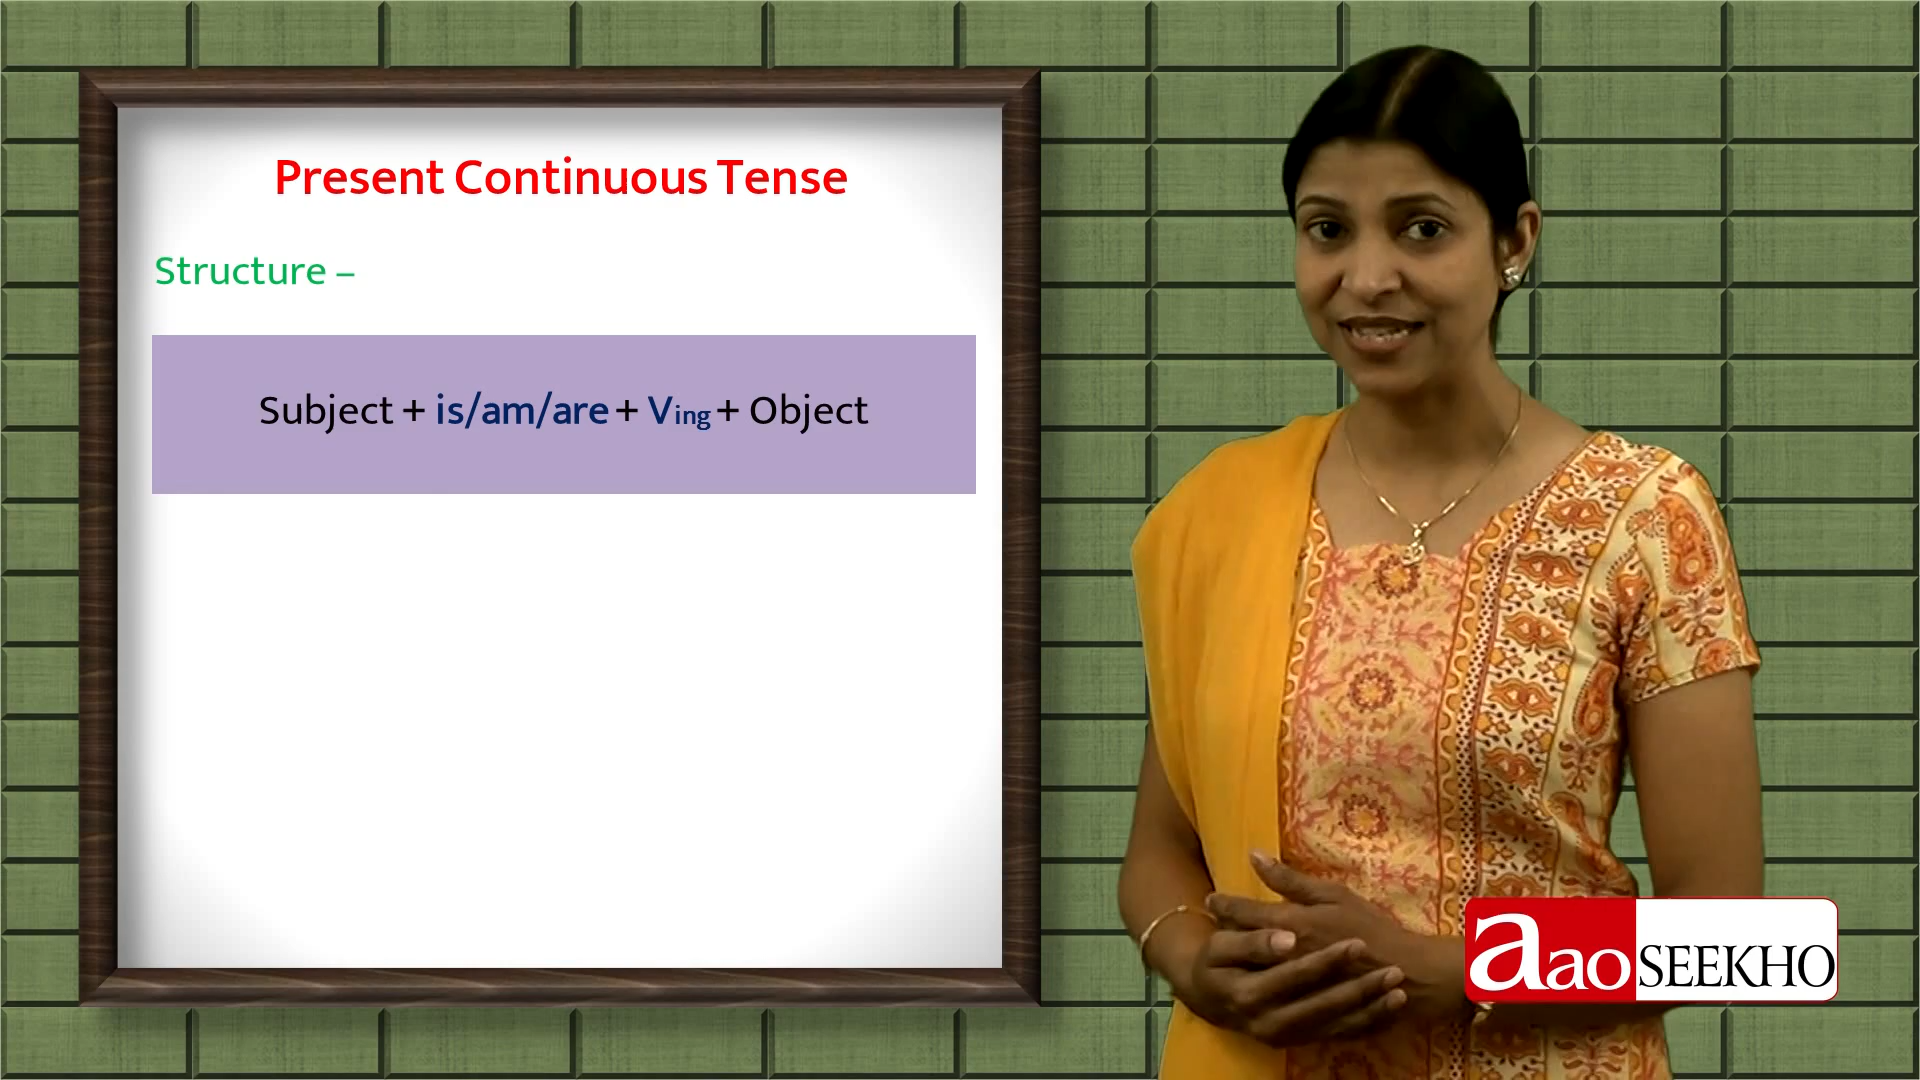 Present Continuous Tense
Structure –
Subject + is/am/are + Ving + Object
aao SEEKHO